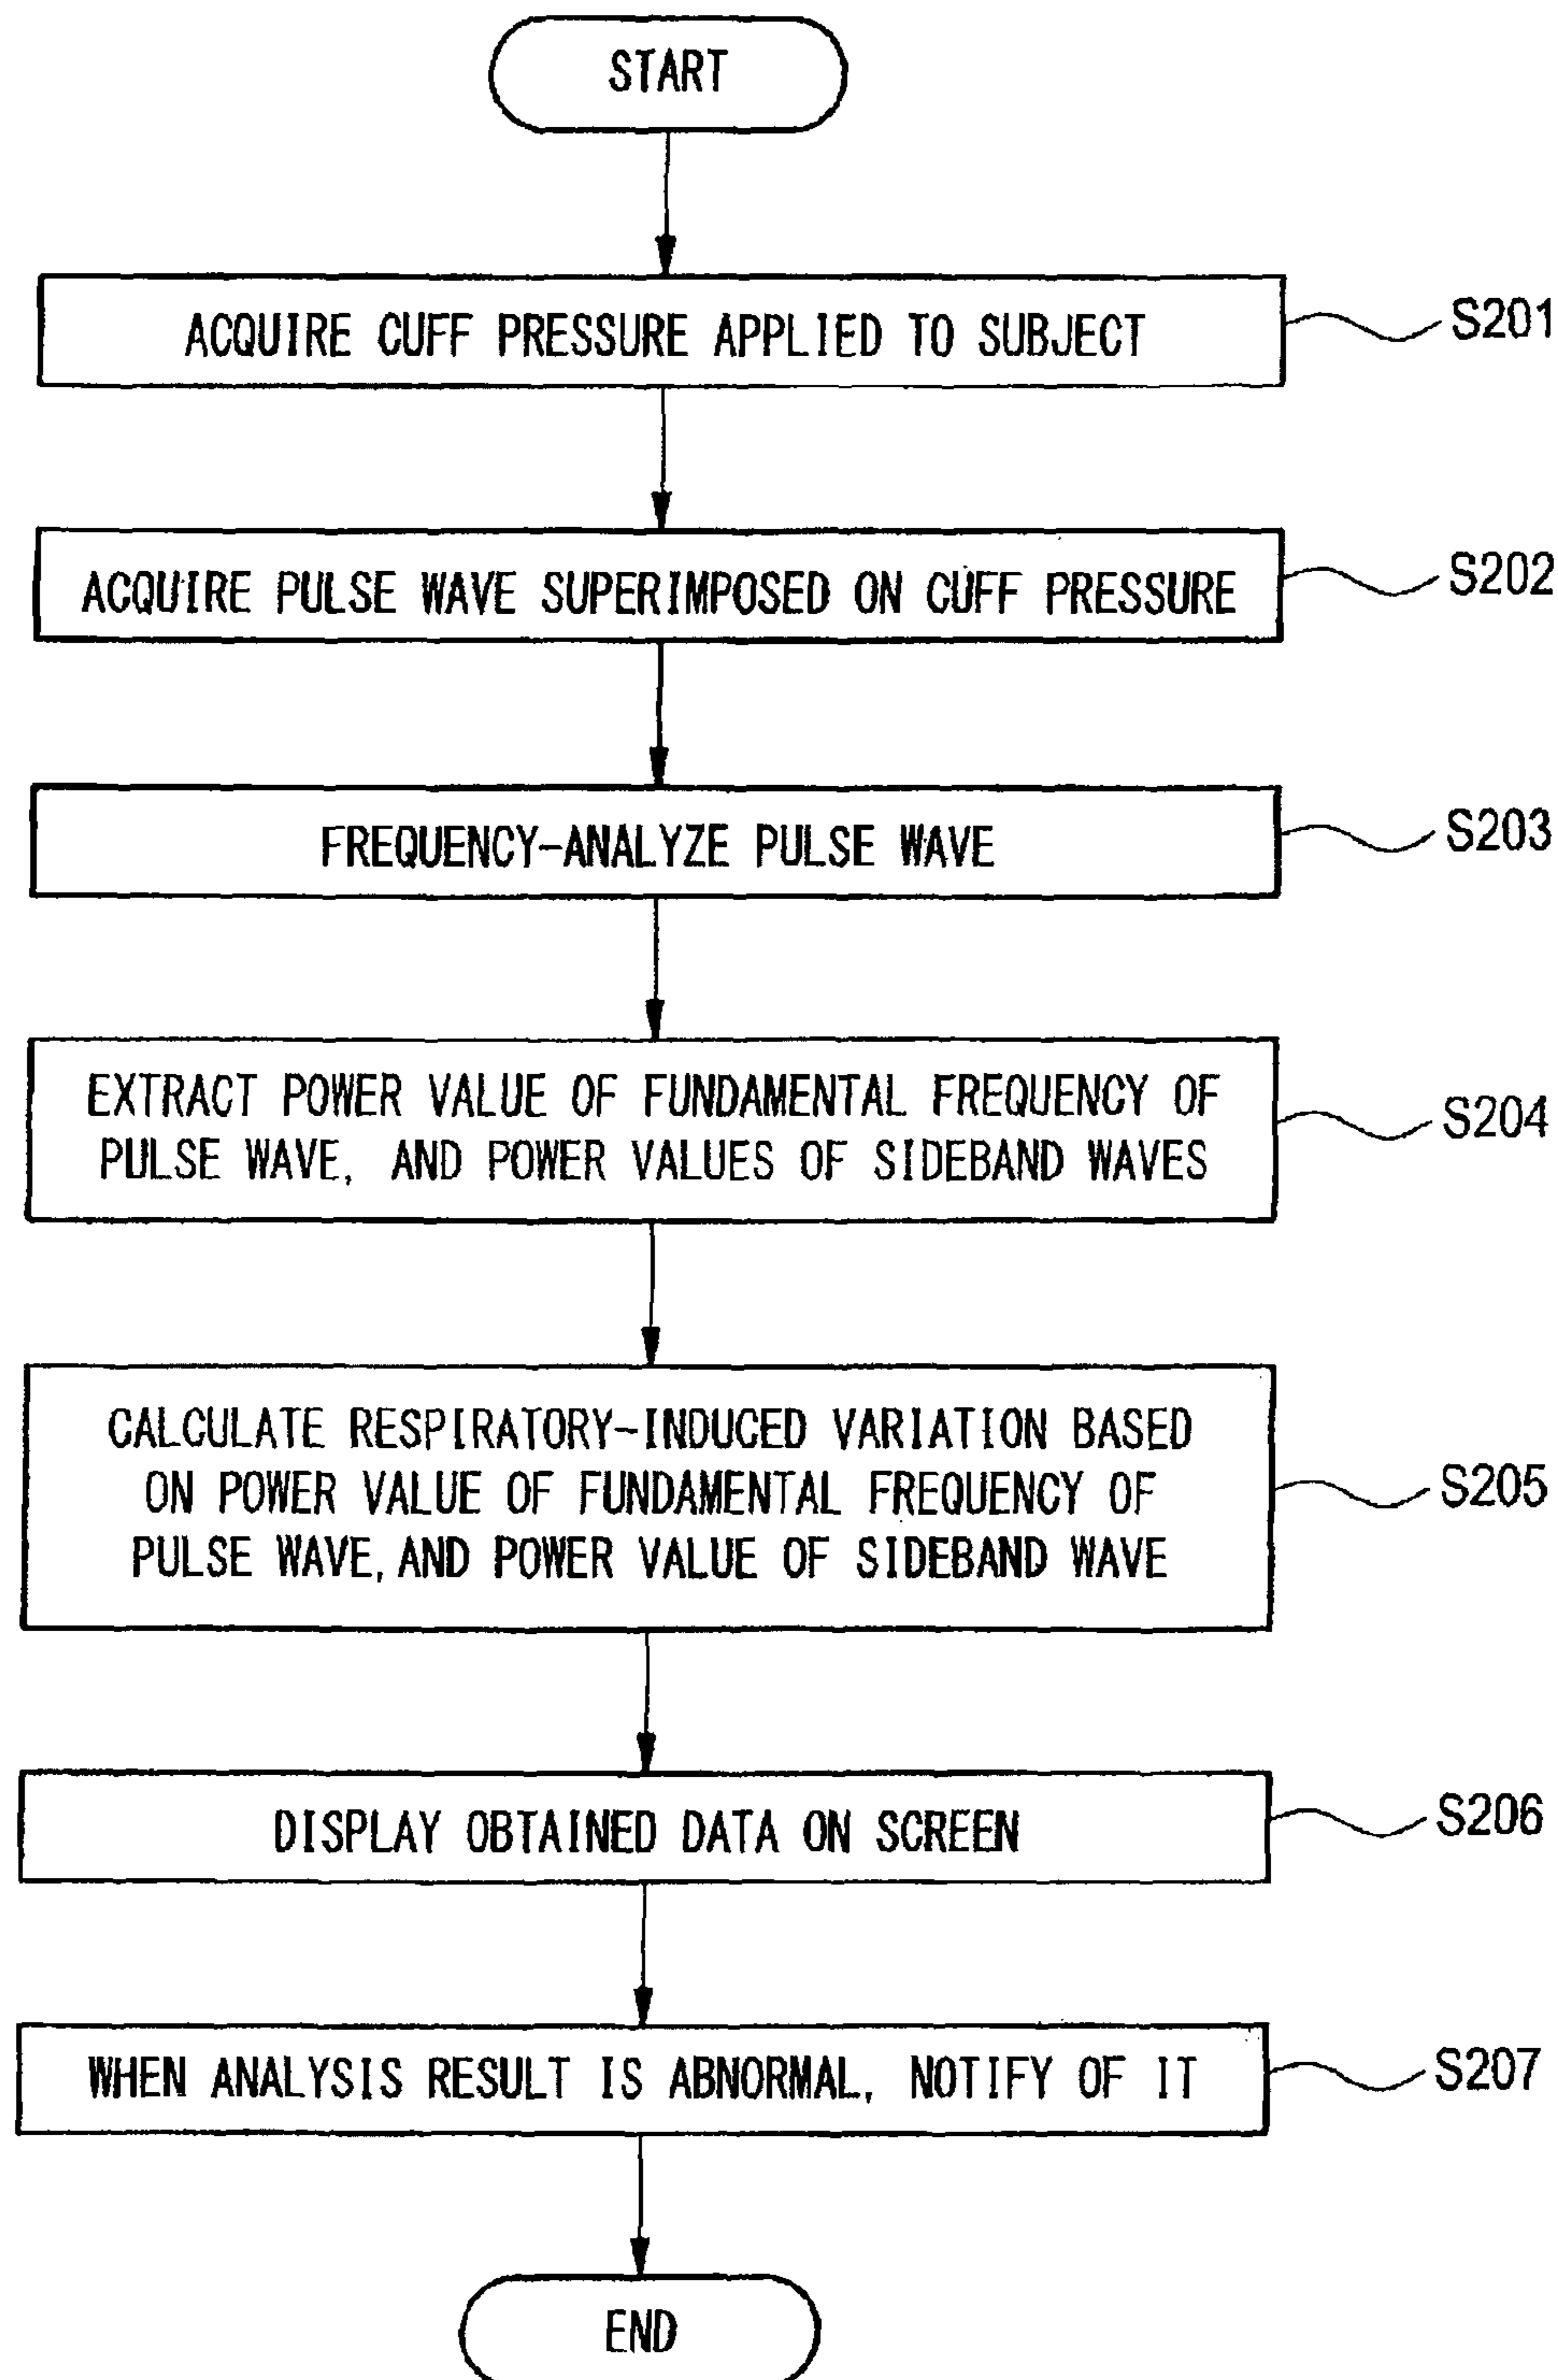 START
ACQUIRE CUFF PRESSURE APPLIED TO SUBJECT
S201
ACQUIRE PULSE WAVE SUPERIMPOSED ON CUFF PRESSURE
S202
FREQUENCY-ANALYZE PULSE WAVE
S203
EXTRACT POWER VALUE OF FUNDAMENTAL FREQUENCY OF
PULSE WAVE, AND POWER VALUES OF SIDEBAND WAVES
S204
CALCULATE RESPIRATORY-INDUCED VARIATION BASED
ON POWER VALUE OF FUNDAMENTAL FREQUENCY OF
PULSE WAVE, AND POWER VALUE OF SIDEBAND WAVE
S205
DISPLAY OBTAINED DATA ON SCREEN
S206
WHEN ANALYSIS RESULT IS ABNORMAL, NOTIFY OF IT
S207
END